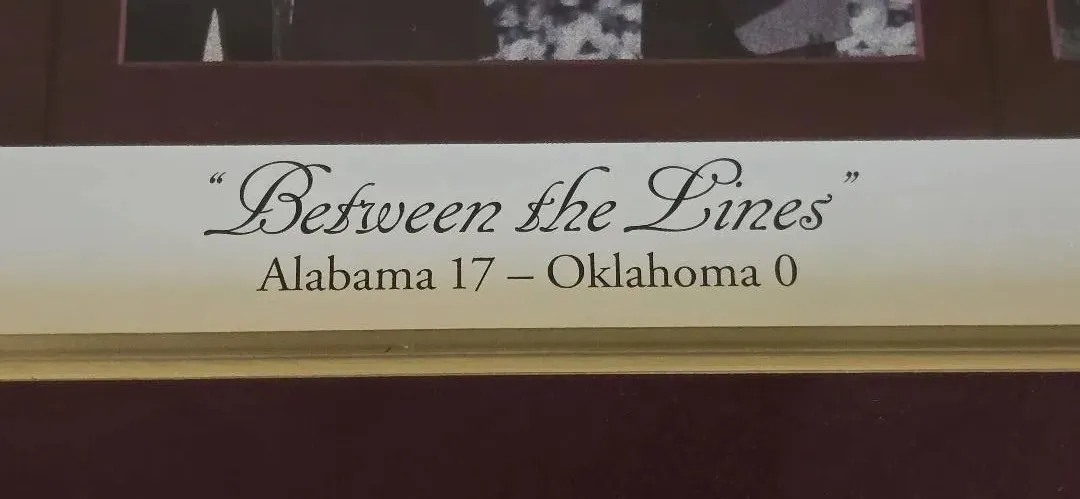 “Between the Lines”
Alabama 17 – Oklahoma 0